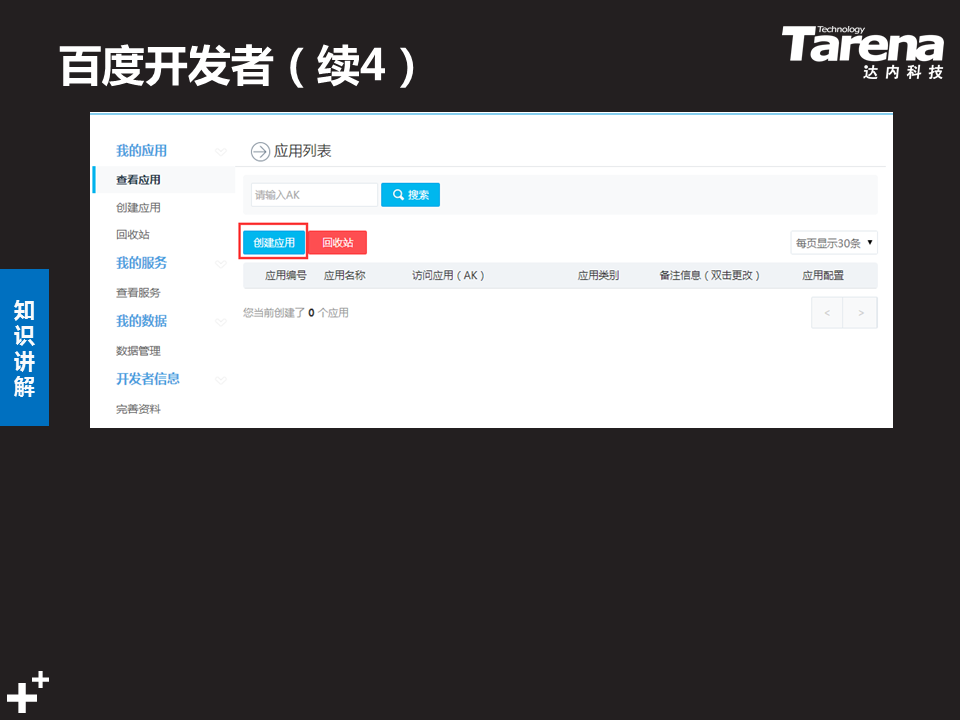 百度开发者（续4）
Technology
Tarena
达内科技
知识讲解
我的应用
查看应用
创建应用
回收站
我的服务
查看服务
我的数据
数据管理
开发者信息
完善资料
应用列表
请输入AK
搜索
创建应用 回收站 每页显示30条
应用编号 应用名称 访问应用（AK） 应用类别 备注信息（双击更改） 应用配置
您当前创建了 0 个应用
< >